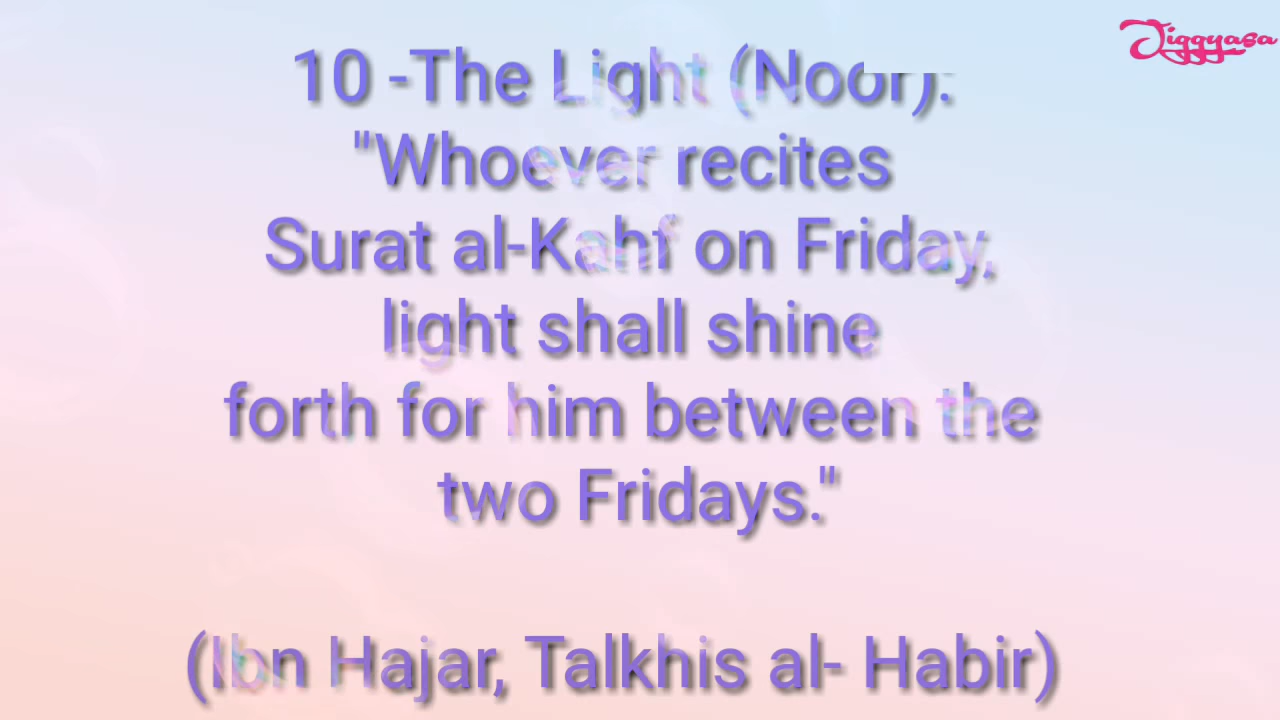 Jiggyasa
10 -The Light (Noor):
"Whoever recites
Surat al-Kahf on Friday,
light shall shine
forth for him between the
two Fridays."
(Ibn Hajar, Talkhis al- Habir)